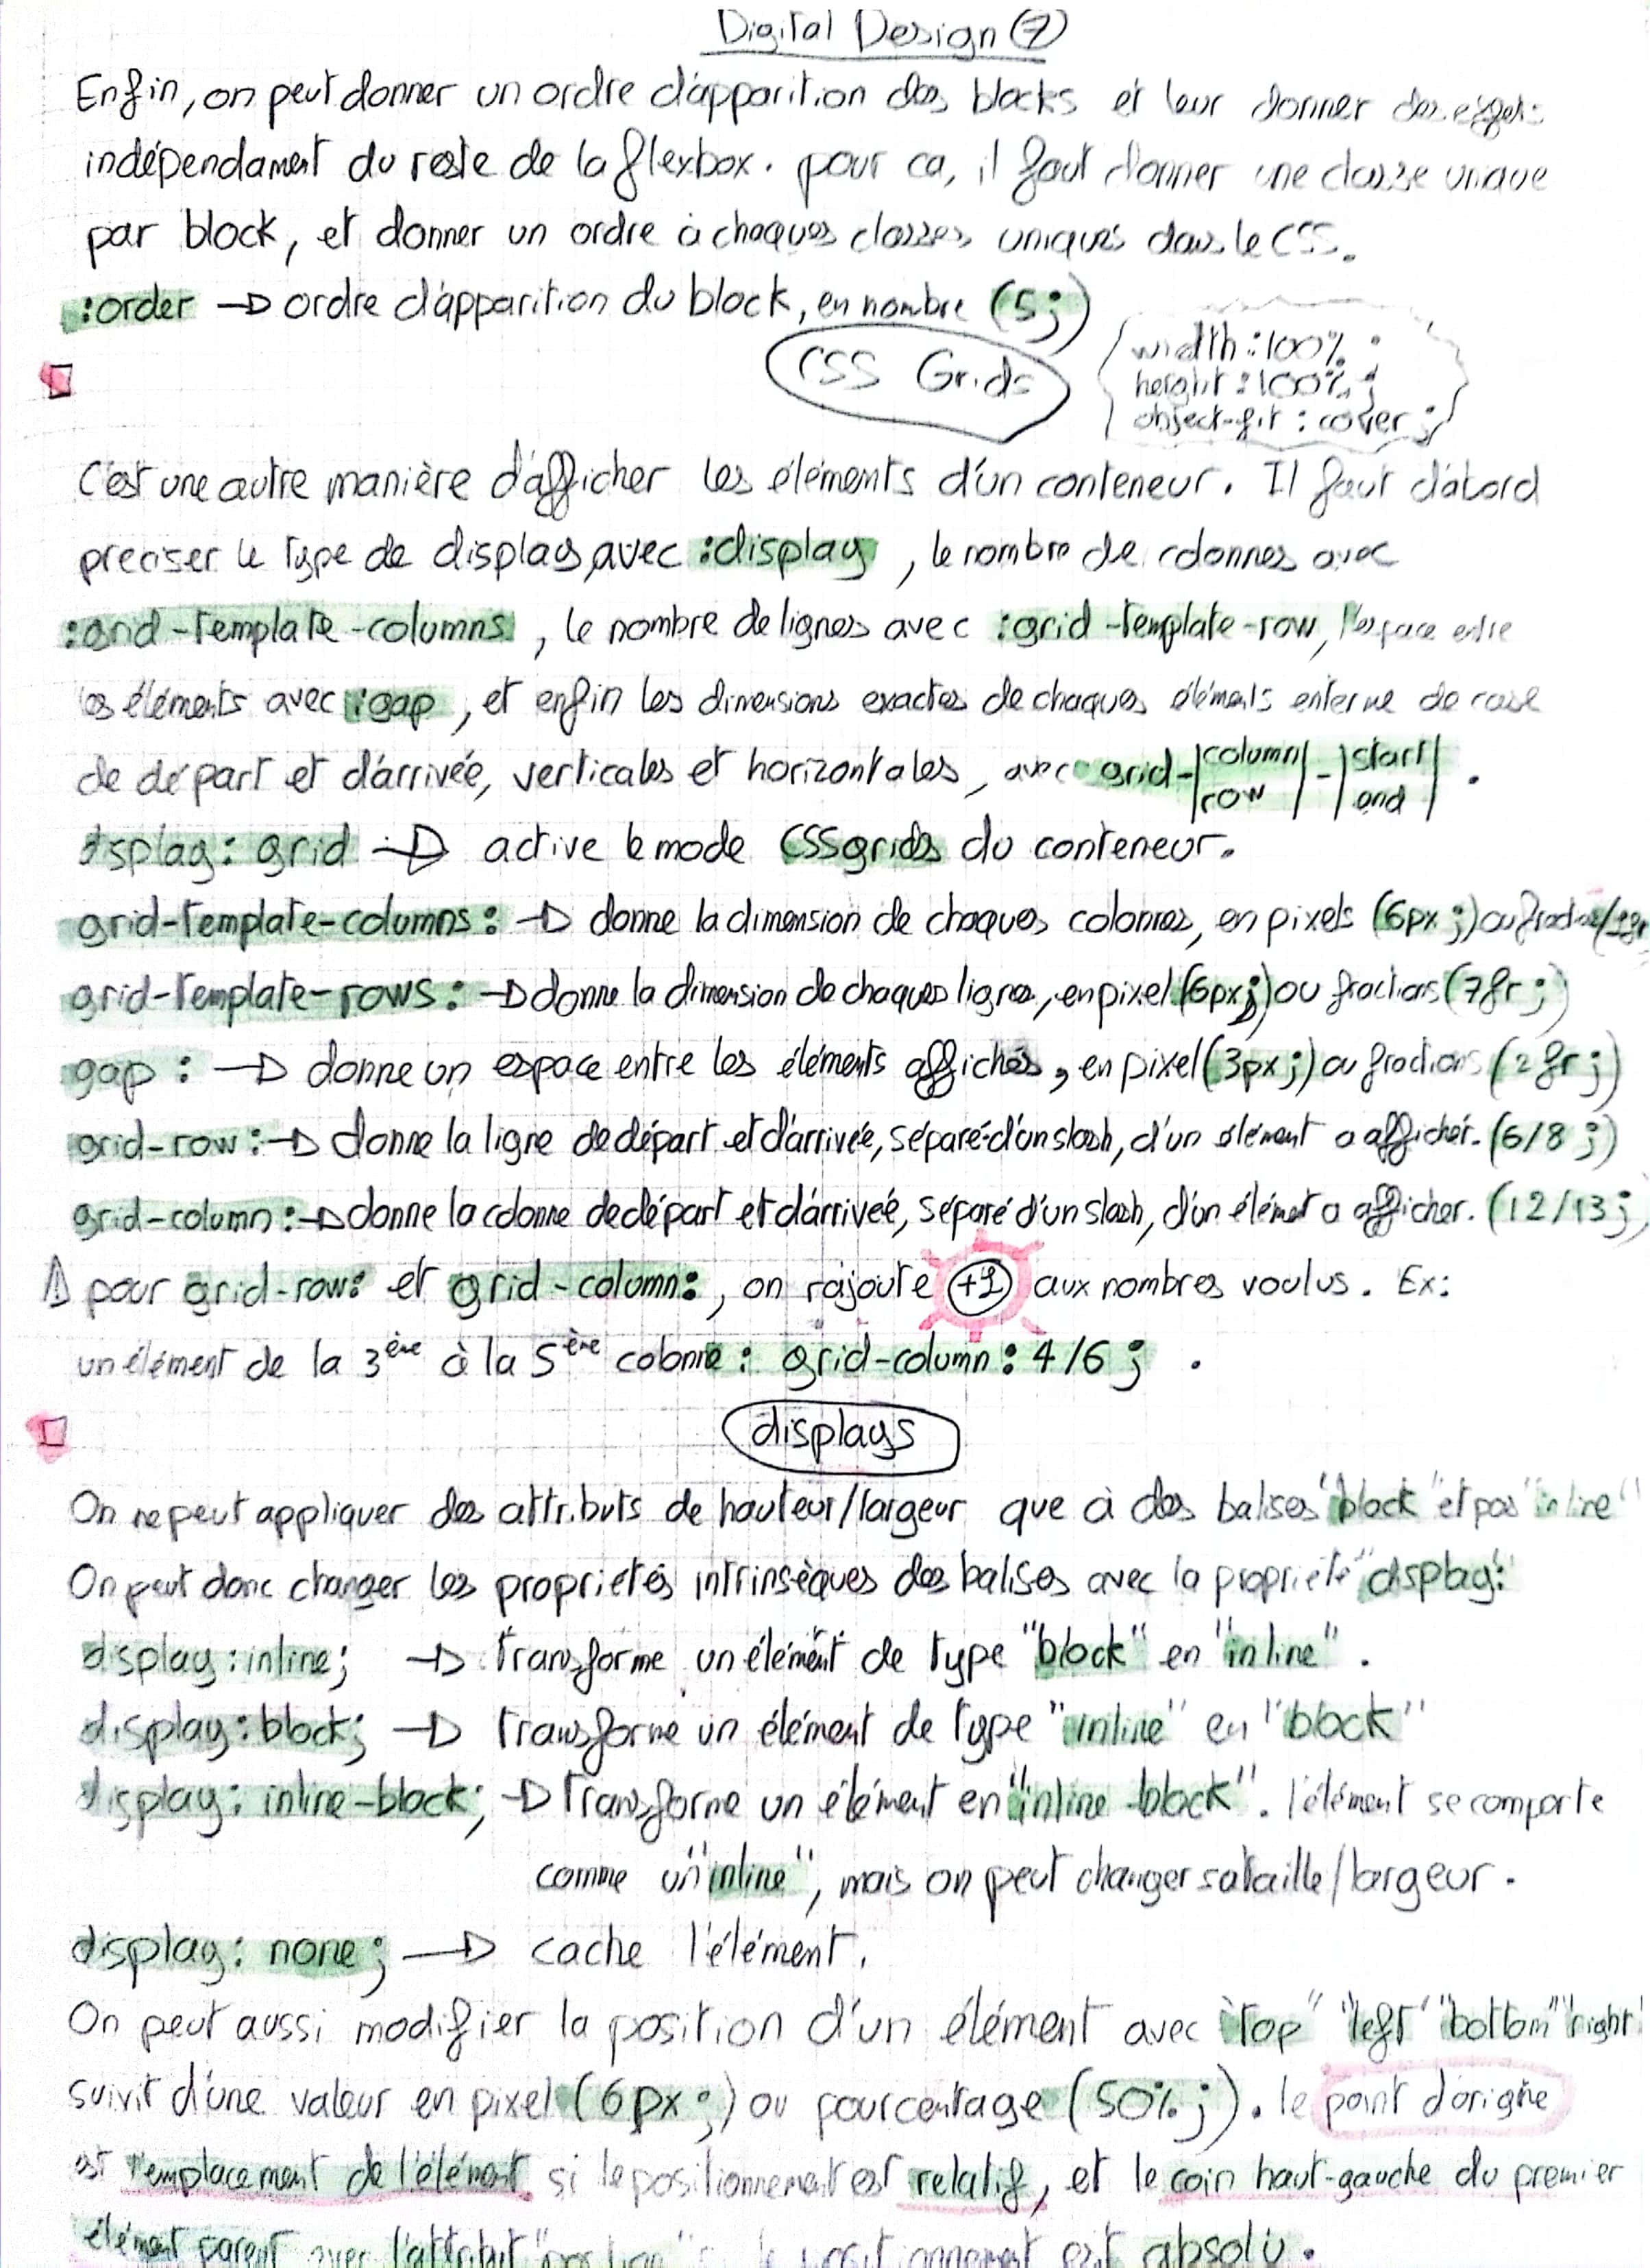 Digital Design ⑦
Enfin, on peut donner un ordre d'apparition des blocks et leur donner des effets
indépendament du reste de la flexbox. pour ca, il faut donner une classe unique
par block, et donner un ordre à chaques classes uniques dans le CSS.
:order → ordre d'apparition du block, en nombre (5;)
CSS Grids
width:100%;
height:100%;
object-fit:cover;
C'est une autre manière d'afficher les éléments d'un conteneur. Il faut d'abord
preciser le type de display avec :display, le nombre de colonnes avec
:grid-template-columns, le nombre de lignes avec :grid-template-row, l'espace entre
les éléments avec :gap, et enfin les dimensions exactes de chaques éléments en terme de case
de départ et d'arrivée, verticales et horizontales, avec grid-|column row|-|start end|.
display: grid → active le mode CSSgrids du conteneur.
grid-template-columns: → donne la dimension de chaques colonnes, en pixels (6px;) ou fractions (1fr
grid-template-rows: → donne la dimension de chaques lignes, en pixel (6px;) ou fractions (7fr;)
gap: → donne un espace entre les éléments affichés, en pixel (3px;) ou fractions (2fr;)
grid-row: → donne la ligne de départ et d'arrivée, séparé d'un slash, d'un élément a afficher. (6/8;)
grid-column: → donne la colonne de départ et d'arriveé, séparé d'un slash, d'un élément a afficher. (12/13;)
⚠ pour grid-row: et grid-column:, on rajoute +1 aux nombres voulus. Ex:
un élément de la 3ère à la 5ère colonne: grid-column: 4/6; .
displays
On ne peut appliquer des attributs de hauteur/largeur que à des balises "block" et pas "inline"
On peut donc changer les proprietés intrinsèques des balises avec la propriété "display:"
display:inline; → transforme un élément de type "block" en "inline".
display:block; → transforme un élément de type "inline" en "block"
display: inline-block; → transforme un élément en "inline-block". l'élément se comporte
comme un "inline", mais on peut changer sa taille/largeur.
display: none; → cache l'élément.
On peut aussi modifier la position d'un élément avec "top" "left" "bottom" "right"
suivit d'une valeur en pixel (6px;) ou pourcentage (50%;). le point d'origine
est l'emplacement de l'élément si le positionnement est relatif, et le coin haut-gauche du premier
élément parent avec l'attribut "position" si le positionnement est absolu.